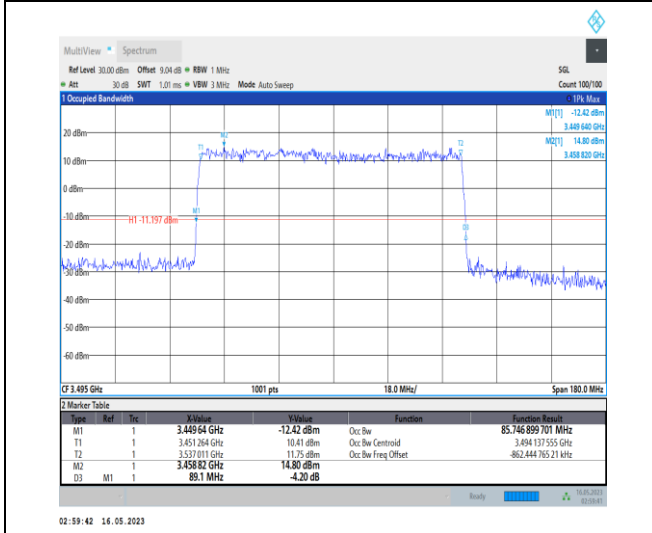 MultiView Spectrum
Ref Level 30.00 dBm Offset 9.04 dB RBW 1 MHz SGL
Att 30 dB SWT 1.01 ms VBW 3 MHz Mode Auto Sweep Count 100/100
1 Occupied Bandwidth 1Pk Max
M1[1] -12.42 dBm
3.449 640 GHz
M2[1] 14.80 dBm
3.458 820 GHz
20 dBm
M2
T1
T2
10 dBm
0 dBm
M1
-10 dBm
H1 -11.197 dBm
D3
-20 dBm
-30 dBm
-40 dBm
-50 dBm
-60 dBm
CF 3.495 GHz 1001 pts 18.0 MHz/ Span 180.0 MHz
2 Marker Table
Type Ref Trc X-Value Y-Value Function Function Result
M1 1 3.449 64 GHz -12.42 dBm Occ Bw 85.746 899 701 MHz
T1 1 3.451 264 GHz 10.41 dBm Occ Bw Centroid 3.494 137 555 GHz
T2 1 3.537 011 GHz 11.75 dBm Occ Bw Freq Offset -862.444 765 21 kHz
M2 1 3.458 82 GHz 14.80 dBm
D3 M1 1 89.1 MHz -4.20 dB
Ready 16.05.2023
02:59:41
02:59:42 16.05.2023